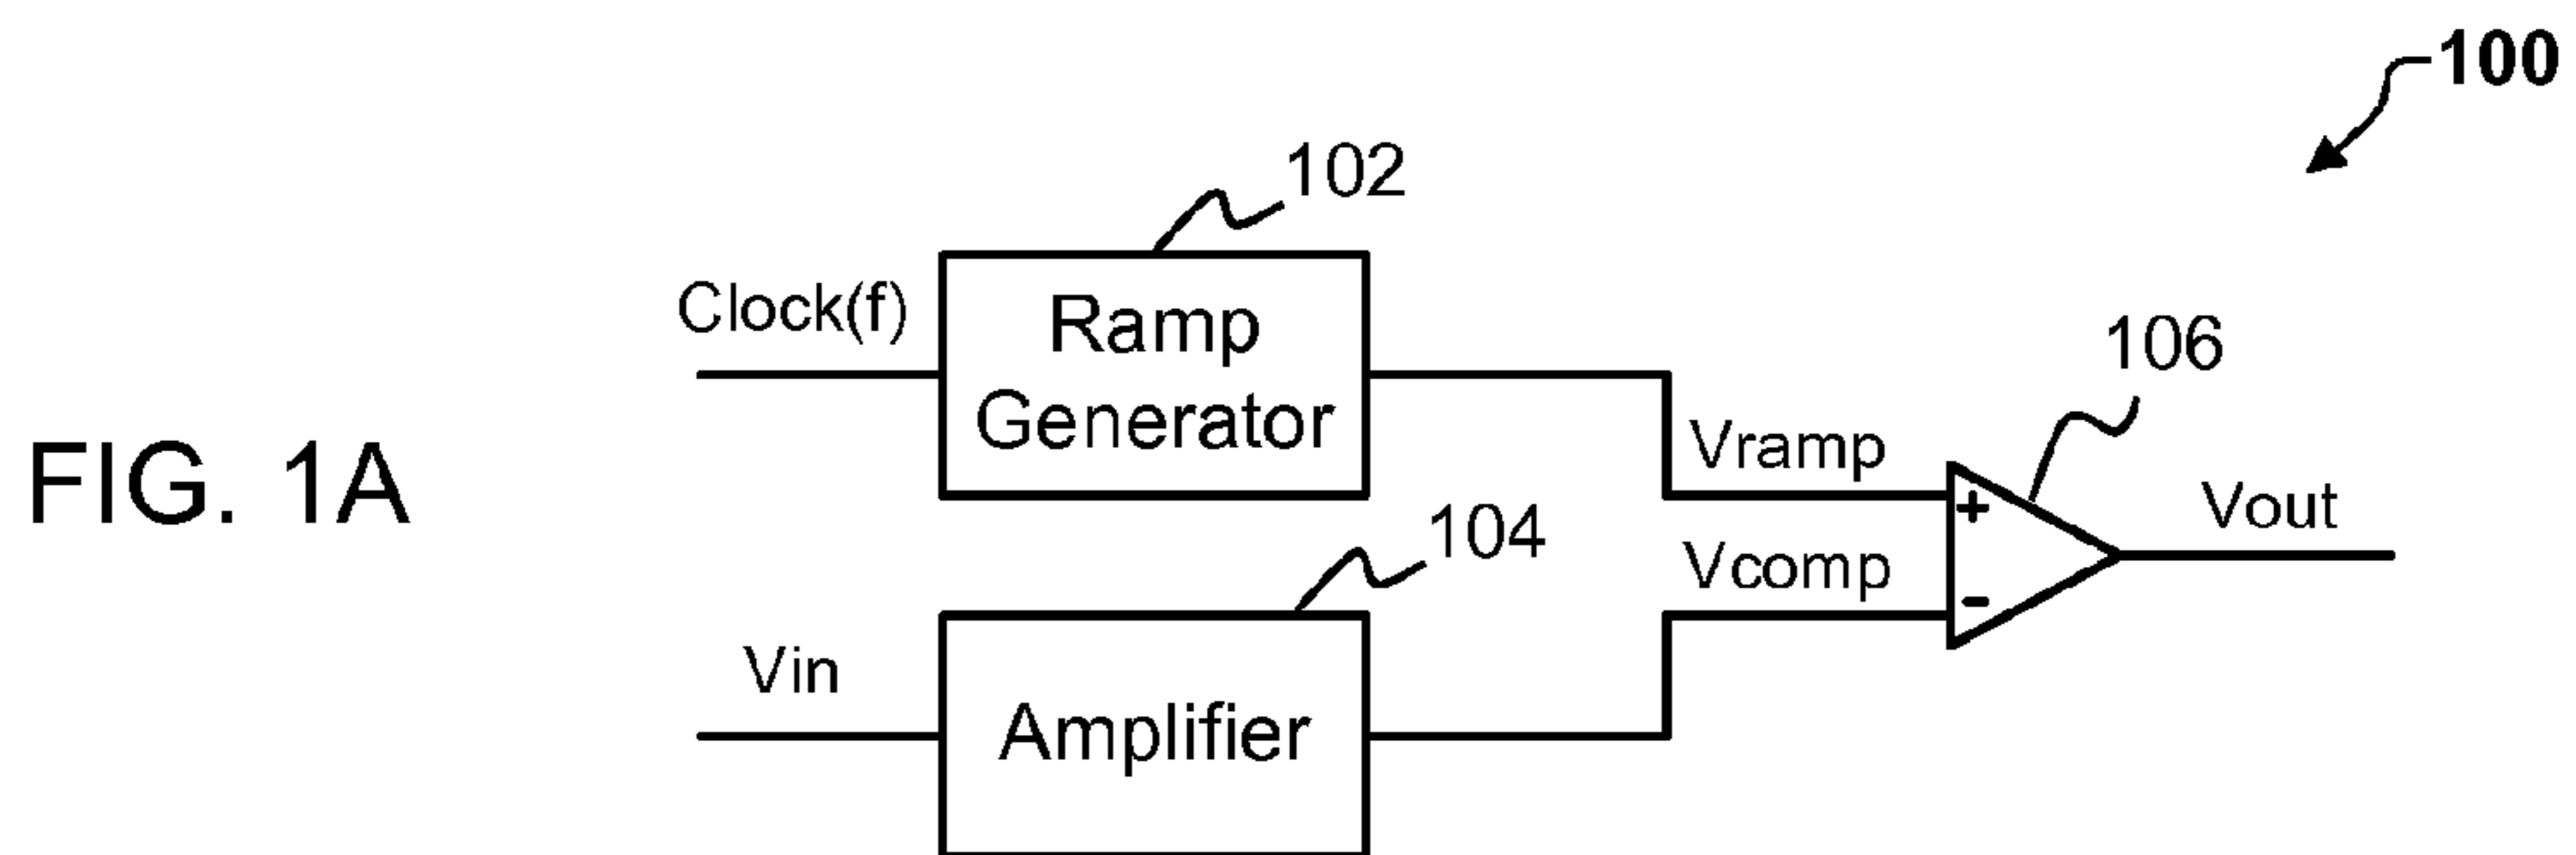 100
102
Clock(f)
Ramp
Generator
106
FIG. 1A
Vramp
+
Vout
104
Vcomp
-
Vin
Amplifier